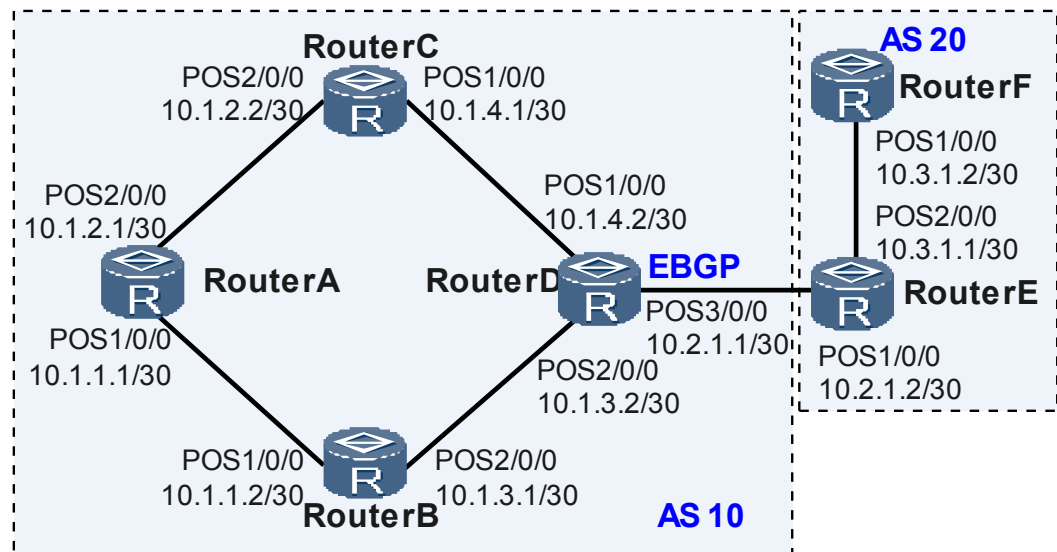 RouterC
POS2/0/0
10.1.2.2/30
POS1/0/0
10.1.4.1/30
R
AS 20
RouterF
R
POS1/0/0
10.3.1.2/30
POS2/0/0
10.3.1.1/30
POS2/0/0
10.1.2.1/30
POS1/0/0
10.1.4.2/30
RouterA
R
RouterD
R
EBGP
RouterE
R
POS3/0/0
10.2.1.1/30
POS1/0/0
10.2.1.2/30
POS1/0/0
10.1.1.1/30
POS2/0/0
10.1.3.2/30
POS1/0/0
10.1.1.2/30
R
POS2/0/0
10.1.3.1/30
RouterB
AS 10